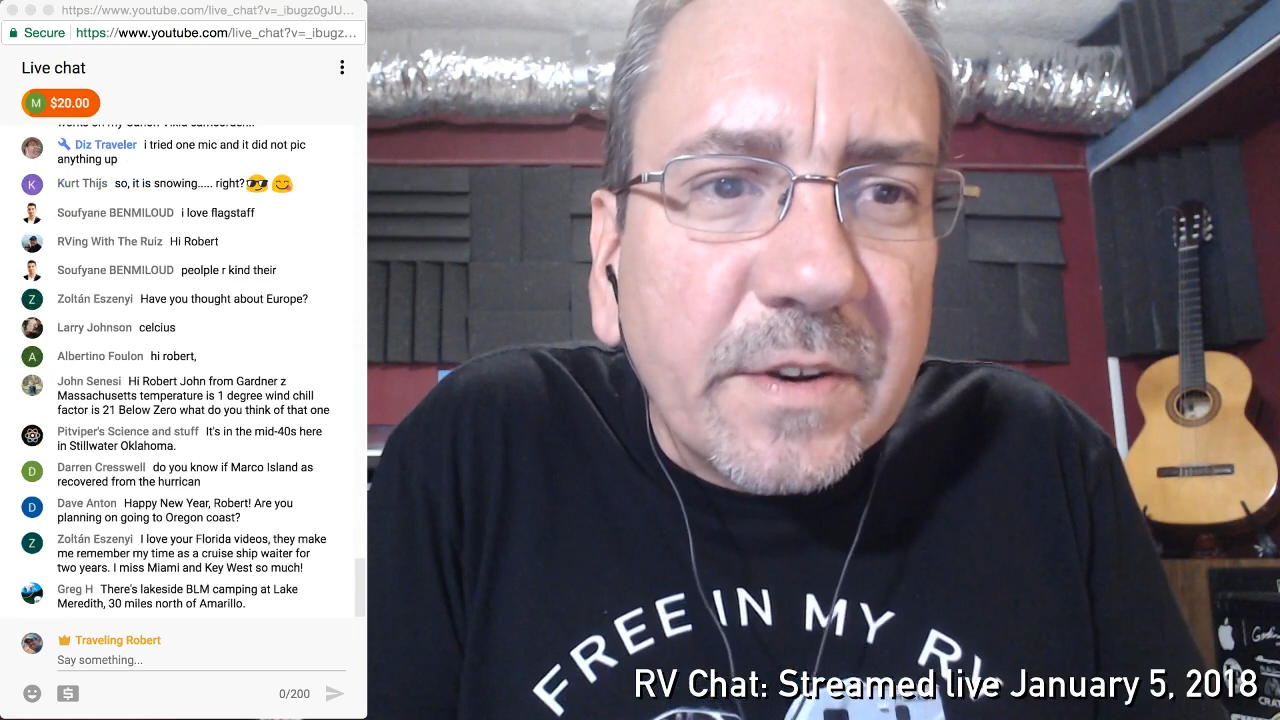 https://www.youtube.com/live_chat?v=_ibugz0gJU...
Secure https://www.youtube.com/live_chat?v=_ibugz...
Live chat
M $20.00
Diz Traveler i tried one mic and it did not pic
anything up
K Kurt Thijs so, it is snowing..... right?😎 😋
Soufyane BENMILOUD i love flagstaff
RVing With The Ruiz Hi Robert
Soufyane BENMILOUD peolple r kind their
Z Zoltán Eszenyi Have you thought about Europe?
Larry Johnson celcius
A Albertino Foulon hi robert,
John Senesi Hi Robert John from Gardner z
Massachusetts temperature is 1 degree wind chill
factor is 21 Below Zero what do you think of that one
Pitviper's Science and stuff It's in the mid-40s here
in Stillwater Oklahoma.
D Darren Cresswell do you know if Marco Island as
recovered from the hurrican
D Dave Anton Happy New Year, Robert! Are you
planning on going to Oregon coast?
Z Zoltán Eszenyi I love your Florida videos, they make
me remember my time as a cruise ship waiter for
two years. I miss Miami and Key West so much!
Greg H There's lakeside BLM camping at Lake
Meredith, 30 miles north of Amarillo.
Traveling Robert
Say something...
0/200
FREE IN MY RV
RV Chat: Streamed live January 5, 2018